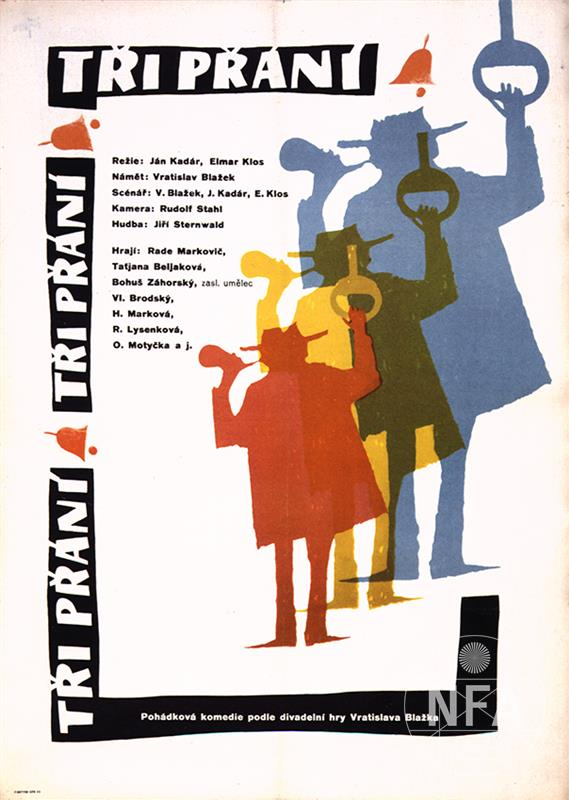 TŘI PŘÁNÍ
TŘI PŘÁNÍ
TŘI PŘÁNÍ
Režie: Ján Kadár, Elmar Klos
Námět: Vratislav Blažek
Scénář: V. Blažek, J. Kadár, E. Klos
Kamera: Rudolf Stahl
Hudba: Jiří Sternwald
Hrají: Rade Markovič,
Tatjana Beljaková,
Bohuš Záhorský, zasl. umělec
Vl. Brodský,
H. Marková,
R. Lysenková,
O. Motyčka a j.
Pohádková komedie podle divadelní hry Vratislava Blažka
NFA